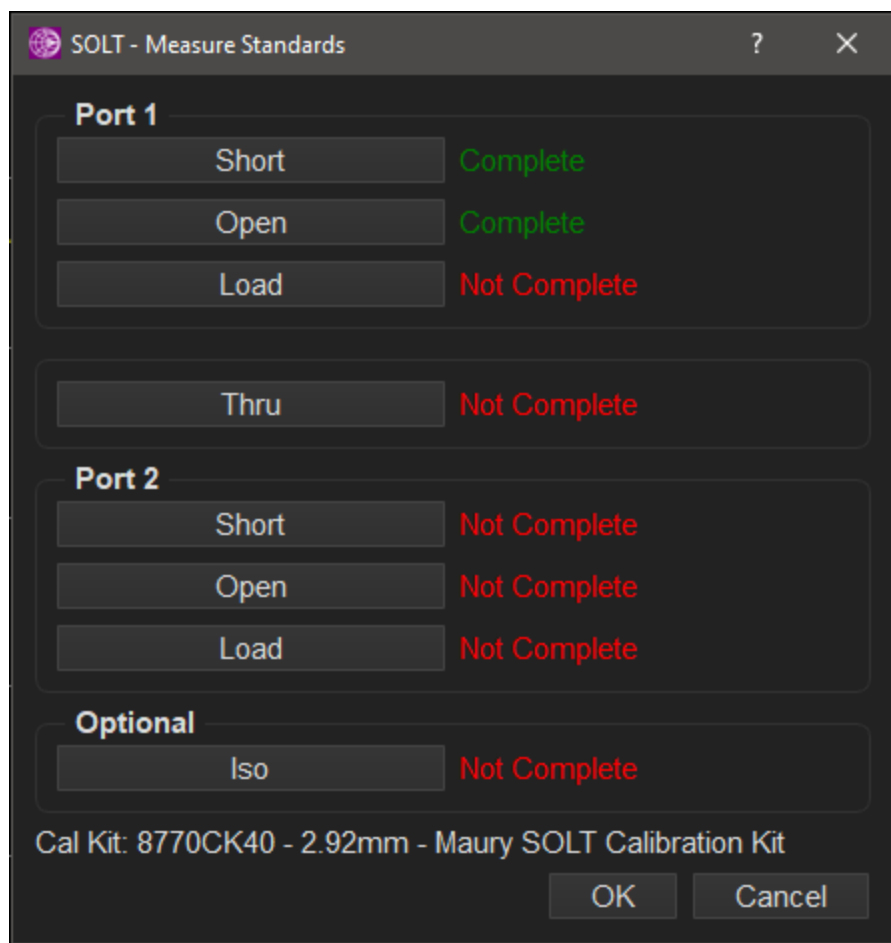 SOLT - Measure Standards ?
Port 1
Short Complete
Open Complete
Load Not Complete
Thru Not Complete
Port 2
Short Not Complete
Open Not Complete
Load Not Complete
Optional
Iso Not Complete
Cal Kit: 8770CK40 - 2.92mm - Maury SOLT Calibration Kit
OK Cancel